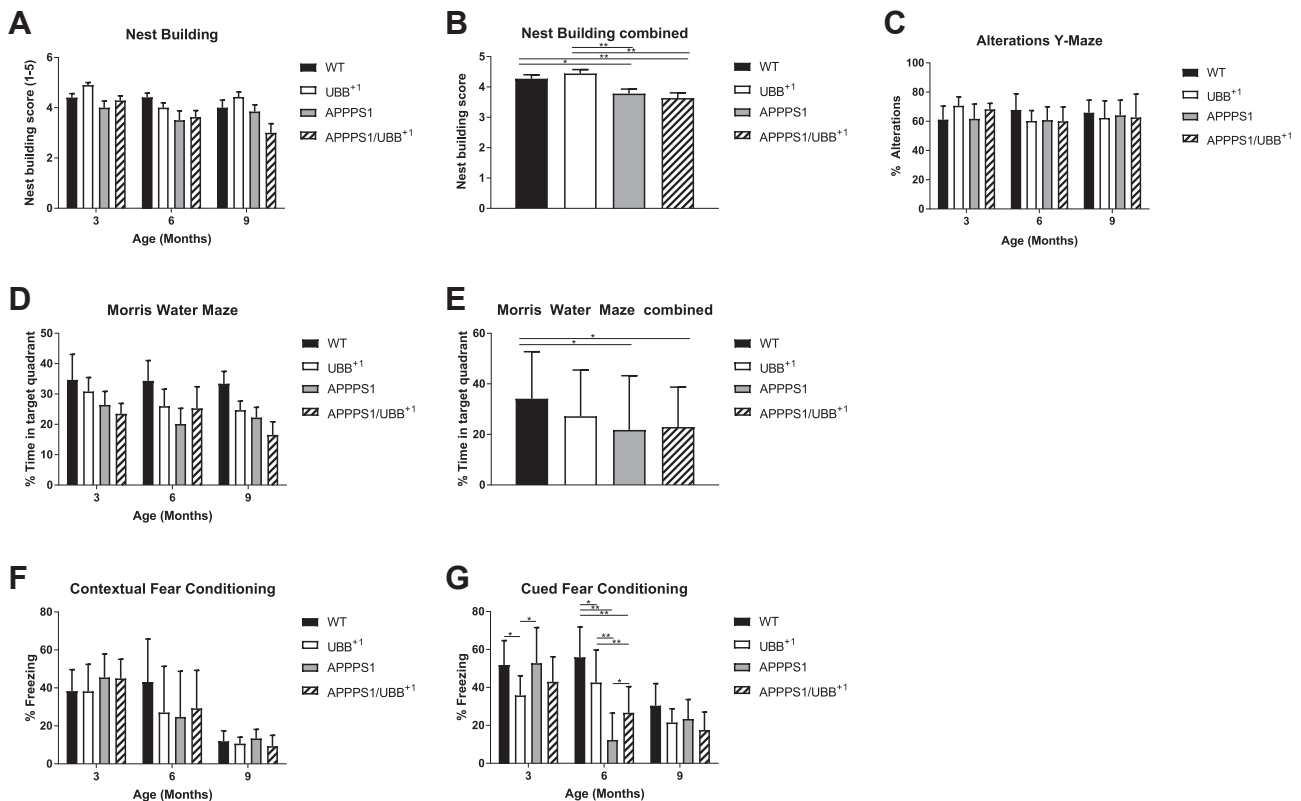 A
Nest Building
Nest building score (1-5)
6
4
2
0
3
6
9
Age (Months)
WT
UBB+1
APPPS1
APPPS1/UBB+1
B
Nest Building combined
**
**
**
*
Nest building score
5
4
3
2
1
0
WT
UBB+1
APPPS1
APPPS1/UBB+1
C
Alterations Y-Maze
% Alterations
100
80
60
40
20
0
3
6
9
Age (Months)
WT
UBB+1
APPPS1
APPPS1/UBB+1
D
Morris Water Maze
% Time in target quadrant
50
40
30
20
10
0
3
6
9
Age (Months)
WT
UBB+1
APPPS1
APPPS1/UBB+1
E
Morris Water Maze combined
*
*
% Time in target quadrant
60
40
20
0
WT
UBB+1
APPPS1
APPPS1/UBB+1
F
Contextual Fear Conditioning
% Freezing
80
60
40
20
0
3
6
9
Age (Months)
WT
UBB+1
APPPS1
APPPS1/UBB+1
G
Cued Fear Conditioning
*
*
*
**
**
**
**
*
% Freezing
80
60
40
20
0
3
6
9
Age (Months)
WT
UBB+1
APPPS1
APPPS1/UBB+1